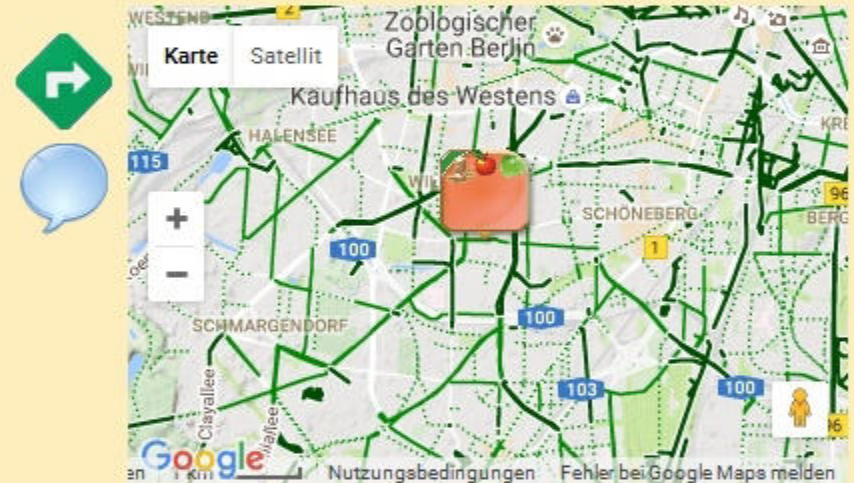 WESTEND
2
Zoologischer
Garten Berlin
Karte
Satellit
Kaufhaus des Westens
HALENSEE
115
96
SCHÖNEBERG
BERG
100
1
100
SCHMARGENDORF
103
100
Clayallee
Google
Nutzungsbedingungen
Fehler bei Google Maps melden